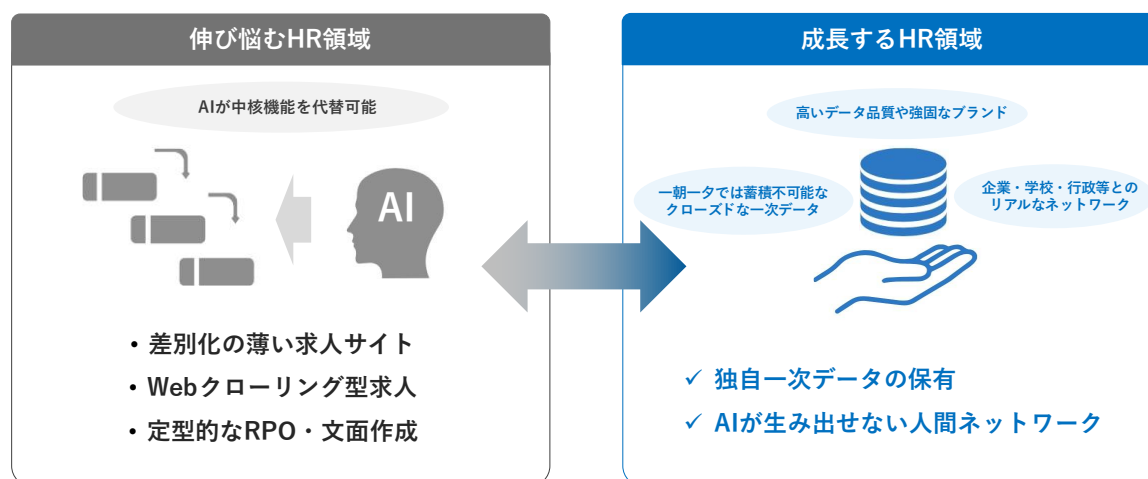 伸び悩むHR領域
AIが中核機能を代替可能
AI
・差別化の薄い求人サイト
・Webクローリング型求人
・定型的なRPO・文面作成
成長するHR領域
高いデータ品質や強固なブランド
一朝一夕では蓄積不可能な
クローズドな一次データ
企業・学校・行政等との
リアルなネットワーク
✓ 独自一次データの保有
✓ AIが生み出せない人間ネットワーク